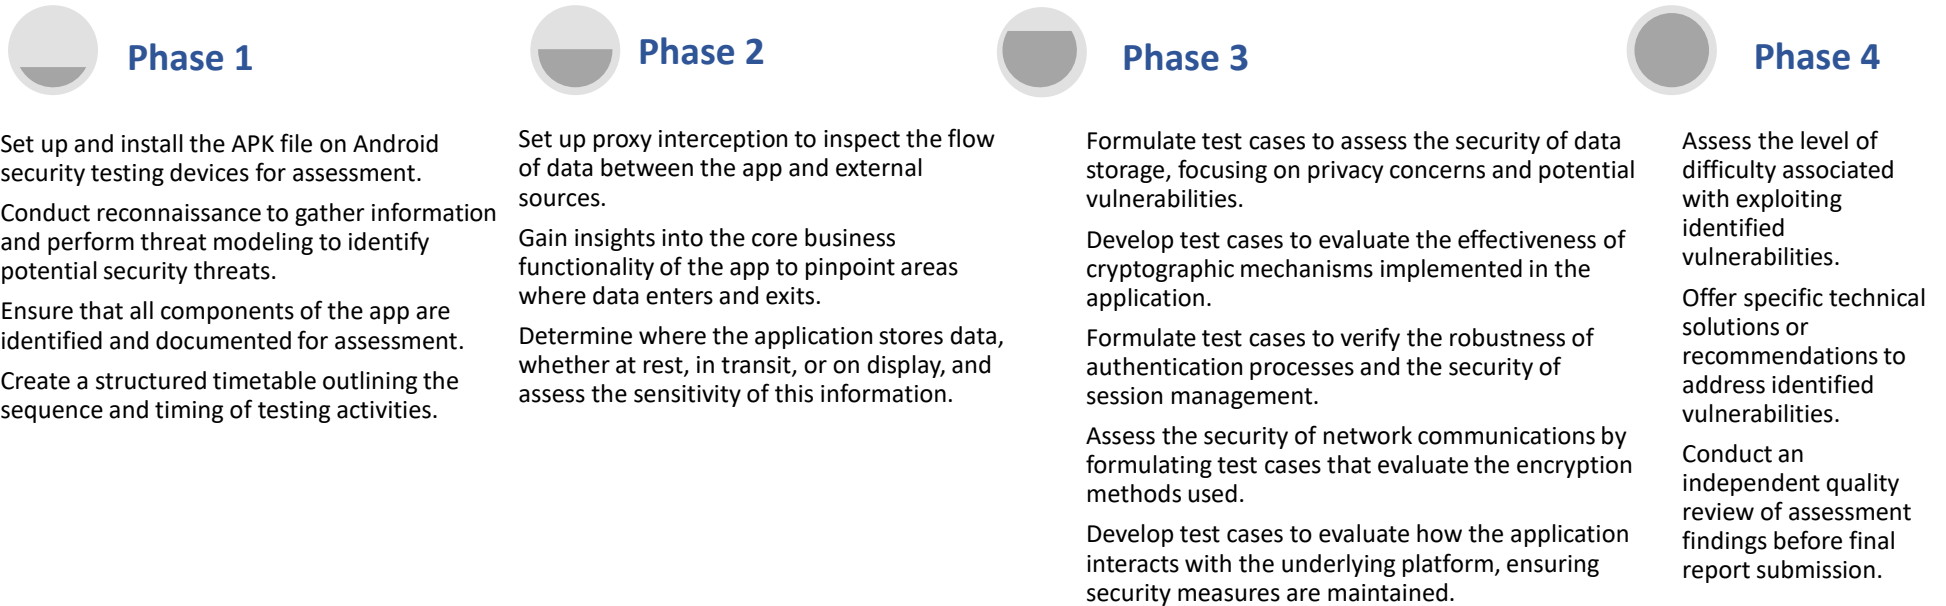 Phase 1
Set up and install the APK file on Android
security testing devices for assessment.
Conduct reconnaissance to gather information
and perform threat modeling to identify
potential security threats.
Ensure that all components of the app are
identified and documented for assessment.
Create a structured timetable outlining the
sequence and timing of testing activities.
Phase 2
Set up proxy interception to inspect the flow
of data between the app and external
sources.
Gain insights into the core business
functionality of the app to pinpoint areas
where data enters and exits.
Determine where the application stores data,
whether at rest, in transit, or on display, and
assess the sensitivity of this information.
Phase 3
Formulate test cases to assess the security of data
storage, focusing on privacy concerns and potential
vulnerabilities.
Develop test cases to evaluate the effectiveness of
cryptographic mechanisms implemented in the
application.
Formulate test cases to verify the robustness of
authentication processes and the security of
session management.
Assess the security of network communications by
formulating test cases that evaluate the encryption
methods used.
Develop test cases to evaluate how the application
interacts with the underlying platform, ensuring
security measures are maintained.
Phase 4
Assess the level of
difficulty associated
with exploiting
identified
vulnerabilities.
Offer specific technical
solutions or
recommendations to
address identified
vulnerabilities.
Conduct an
independent quality
review of assessment
findings before final
report submission.